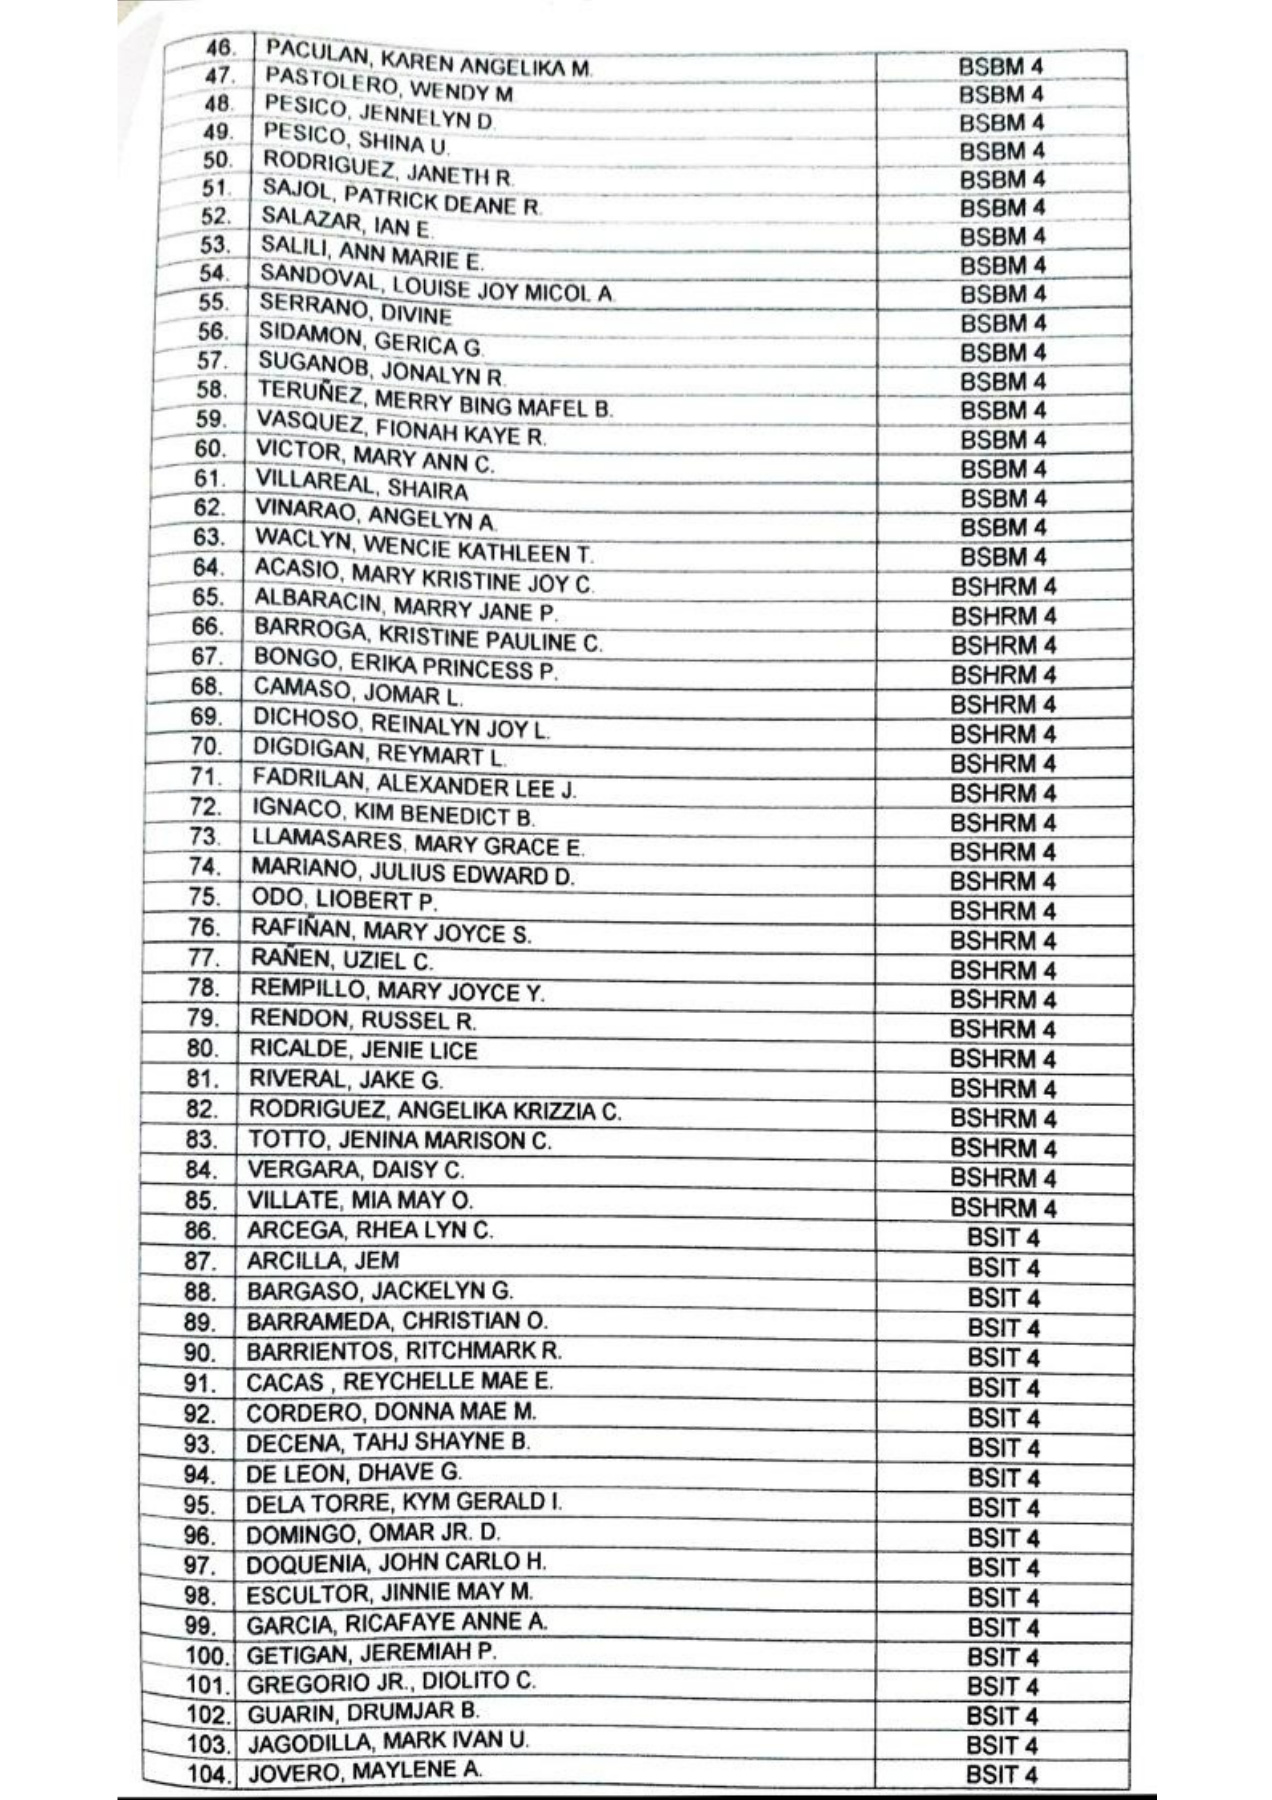 46. PACULAN, KAREN ANGELIKA M. BSBM 4
47. PASTOLERO, WENDY M BSBM 4
48. PESICO, JENNELYN D. BSBM 4
49. PESICO, SHINA U. BSBM 4
50. RODRIGUEZ, JANETH R. BSBM 4
51. SAJOL, PATRICK DEANE R. BSBM 4
52. SALAZAR, IAN E. BSBM 4
53. SALILI, ANN MARIE E. BSBM 4
54. SANDOVAL, LOUISE JOY MICOL A. BSBM 4
55. SERRANO, DIVINE BSBM 4
56. SIDAMON, GERICA G. BSBM 4
57. SUGANOB, JONALYN R. BSBM 4
58. TERUÑEZ, MERRY BING MAFEL B. BSBM 4
59. VASQUEZ, FIONAH KAYE R. BSBM 4
60. VICTOR, MARY ANN C. BSBM 4
61. VILLAREAL, SHAIRA BSBM 4
62. VINARAO, ANGELYN A. BSBM 4
63. WACLYN, WENCIE KATHLEEN T. BSBM 4
64. ACASIO, MARY KRISTINE JOY C. BSHRM 4
65. ALBARACIN, MARRY JANE P. BSHRM 4
66. BARROGA, KRISTINE PAULINE C. BSHRM 4
67. BONGO, ERIKA PRINCESS P. BSHRM 4
68. CAMASO, JOMAR L. BSHRM 4
69. DICHOSO, REINALYN JOY L. BSHRM 4
70. DIGDIGAN, REYMART L. BSHRM 4
71. FADRILAN, ALEXANDER LEE J. BSHRM 4
72. IGNACO, KIM BENEDICT B. BSHRM 4
73. LLAMASARES, MARY GRACE E. BSHRM 4
74. MARIANO, JULIUS EDWARD D. BSHRM 4
75. ODO, LIOBERT P. BSHRM 4
76. RAFIÑAN, MARY JOYCE S. BSHRM 4
77. RAÑEN, UZIEL C. BSHRM 4
78. REMPILLO, MARY JOYCE Y. BSHRM 4
79. RENDON, RUSSEL R. BSHRM 4
80. RICALDE, JENIE LICE BSHRM 4
81. RIVERAL, JAKE G. BSHRM 4
82. RODRIGUEZ, ANGELIKA KRIZZIA C. BSHRM 4
83. TOTTO, JENINA MARISON C. BSHRM 4
84. VERGARA, DAISY C. BSHRM 4
85. VILLATE, MIA MAY O. BSHRM 4
86. ARCEGA, RHEA LYN C. BSIT 4
87. ARCILLA, JEM BSIT 4
88. BARGASO, JACKELYN G. BSIT 4
89. BARRAMEDA, CHRISTIAN O. BSIT 4
90. BARRIENTOS, RITCHMARK R. BSIT 4
91. CACAS , REYCHELLE MAE E. BSIT 4
92. CORDERO, DONNA MAE M. BSIT 4
93. DECENA, TAHJ SHAYNE B. BSIT 4
94. DE LEON, DHAVE G. BSIT 4
95. DELA TORRE, KYM GERALD I. BSIT 4
96. DOMINGO, OMAR JR. D. BSIT 4
97. DOQUENIA, JOHN CARLO H. BSIT 4
98. ESCULTOR, JINNIE MAY M. BSIT 4
99. GARCIA, RICAFAYE ANNE A. BSIT 4
100. GETIGAN, JEREMIAH P. BSIT 4
101. GREGORIO JR., DIOLITO C. BSIT 4
102. GUARIN, DRUMJAR B. BSIT 4
103. JAGODILLA, MARK IVAN U. BSIT 4
104. JOVERO, MAYLENE A. BSIT 4